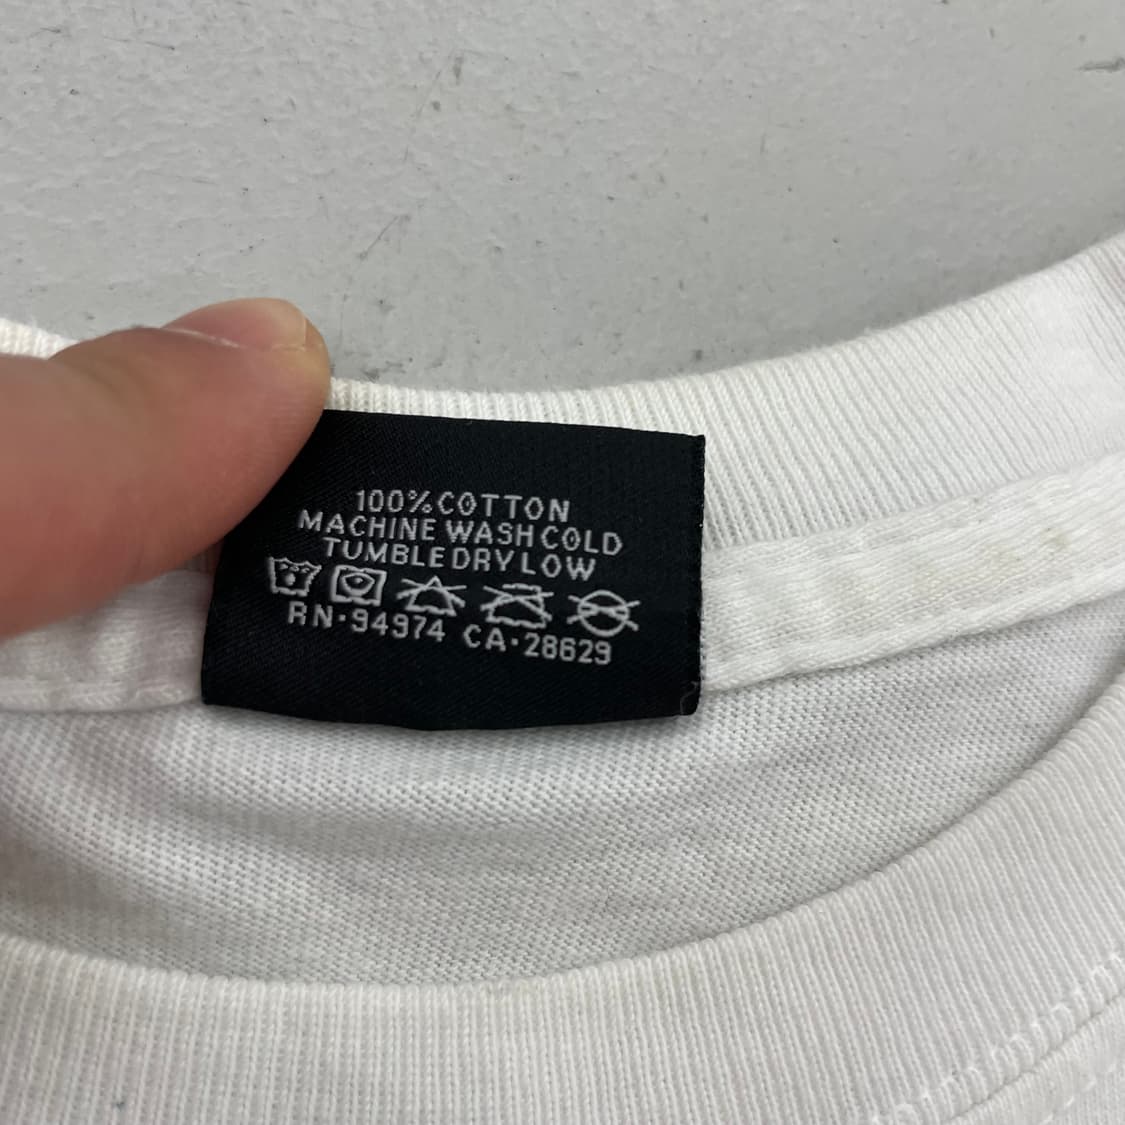 100% COTTON
MACHINE WASH COLD
TUMBLE DRY LOW
RN·94974 CA·28629